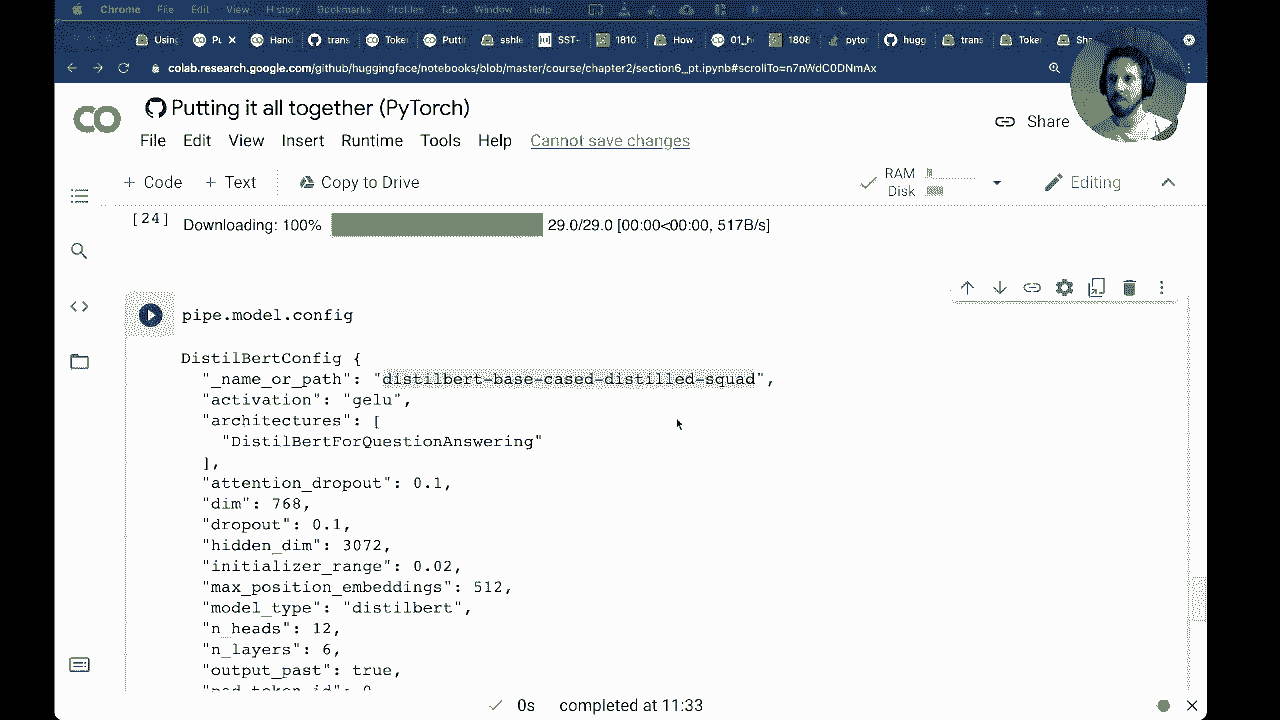 Chrome File Edit View History Bookmarks Profiles Tab Window Help
Using
Pu
Hand
trans
Toke
Puttin
sshle
SST-
1810
How
01_h
1808
pytor
hugg
trans
Toke
Sha
colab.research.google.com/github/huggingface/notebooks/blob/master/course/chapter2/section6_pt.ipynb#scrollTo=n7nWdC0DNmAx
CO
Putting it all together (PyTorch)
File Edit View Insert Runtime Tools Help Cannot save changes
Share
+ Code + Text Copy to Drive
RAM
Disk
Editing
[24] Downloading: 100% 29.0/29.0 [00:00<00:00, 517B/s]
pipe.model.config
DistilBertConfig {
"_name_or_path": "distilbert-base-cased-distilled-squad",
"activation": "gelu",
"architectures": [
"DistilBertForQuestionAnswering"
],
"attention_dropout": 0.1,
"dim": 768,
"dropout": 0.1,
"hidden_dim": 3072,
"initializer_range": 0.02,
"max_position_embeddings": 512,
"model_type": "distilbert",
"n_heads": 12,
"n_layers": 6,
"output_past": true,
"pad_token_id": 0
0s completed at 11:33